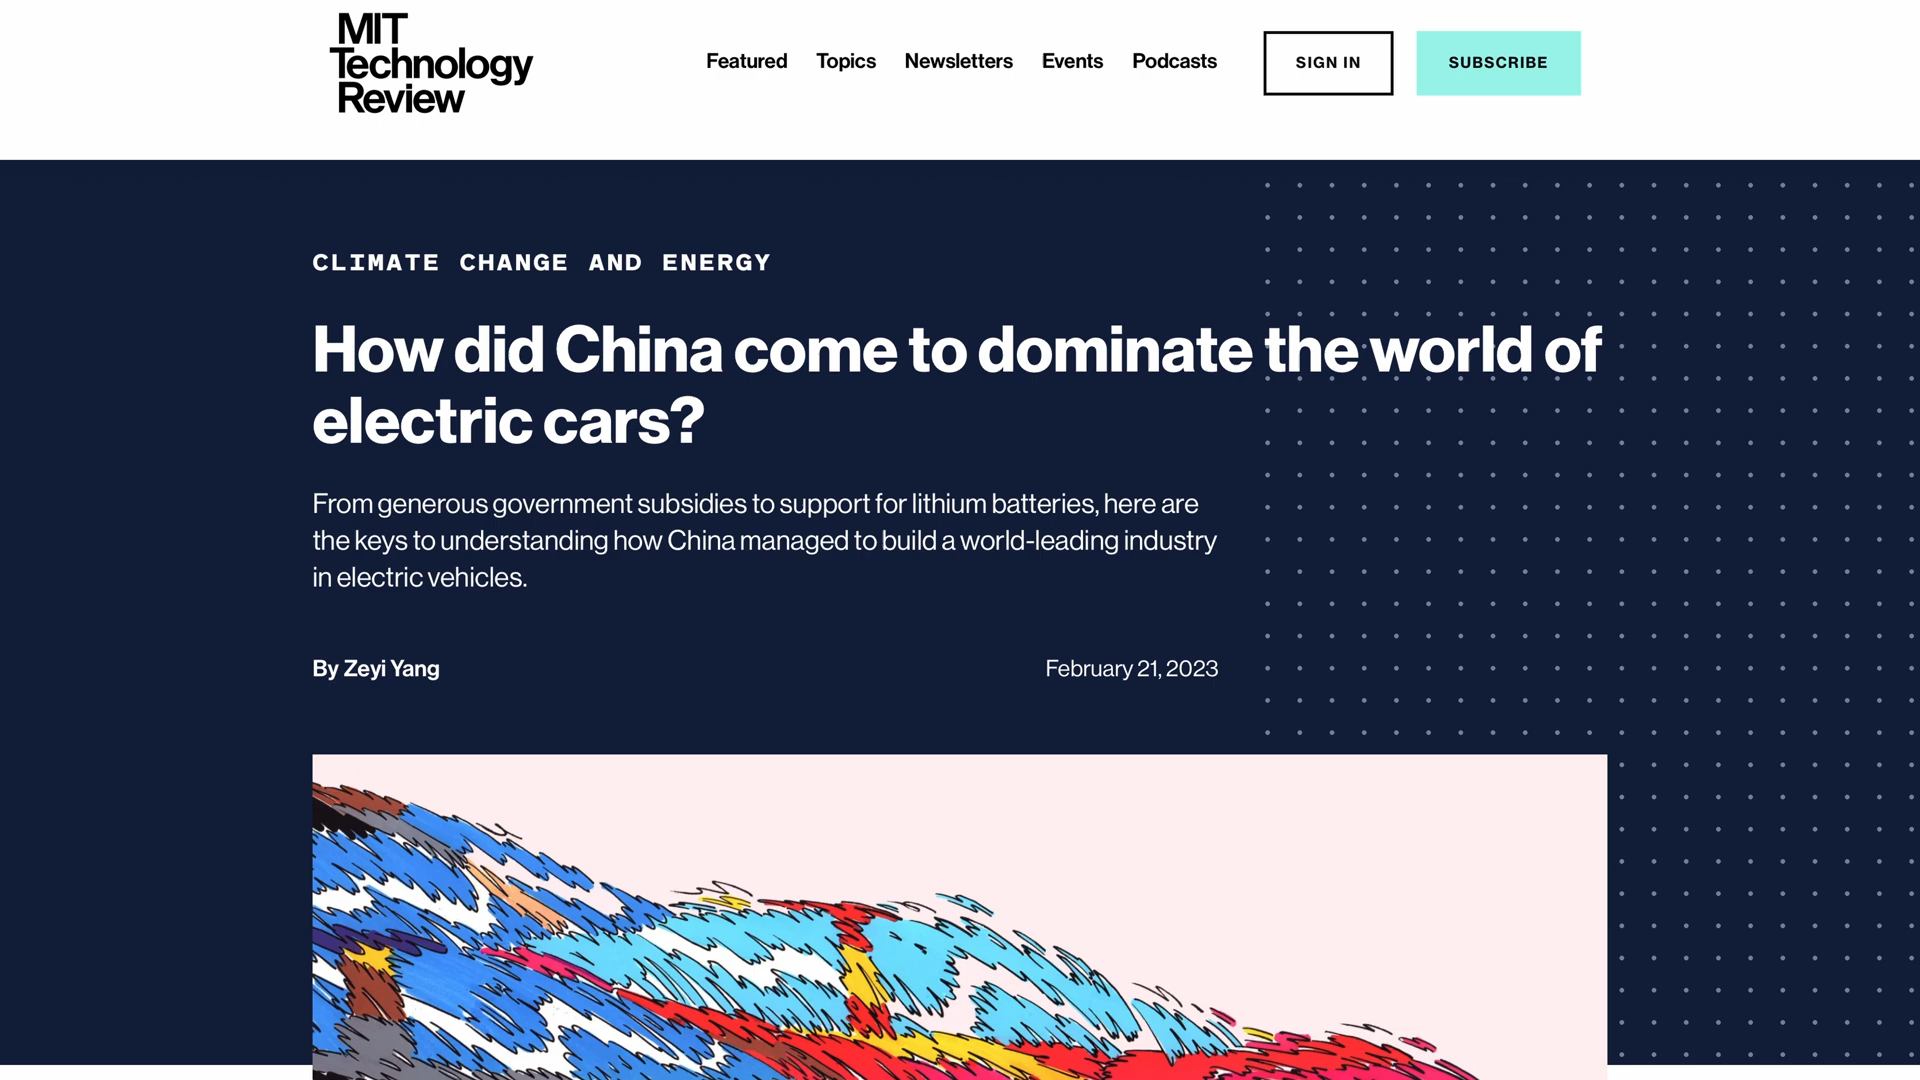 MIT
Technology
Review
Featured Topics Newsletters Events Podcasts SIGN IN SUBSCRIBE
CLIMATE CHANGE AND ENERGY
How did China come to dominate the world of
electric cars?
From generous government subsidies to support for lithium batteries, here are
the keys to understanding how China managed to build a world-leading industry
in electric vehicles.
By Zeyi Yang February 21, 2023